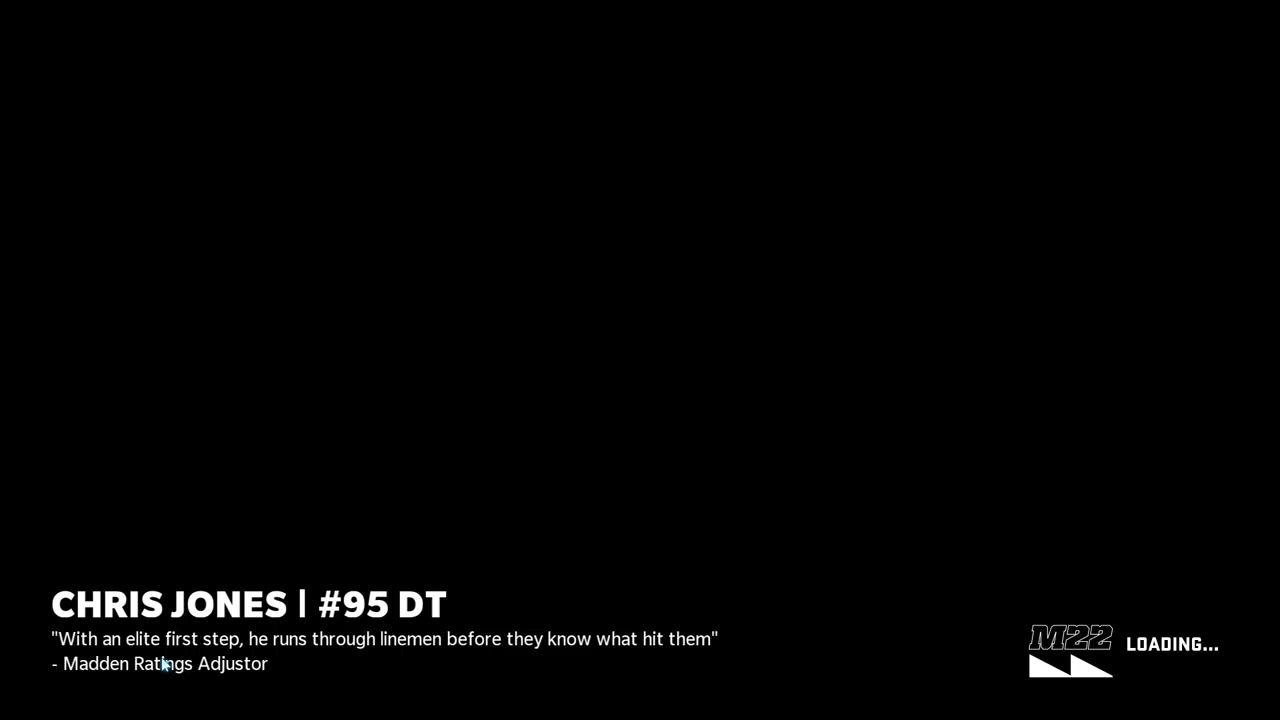 CHRIS JONES | #95 DT
"With an elite first step, he runs through linemen before they know what hit them"
- Madden Ratings Adjustor
M22
LOADING...